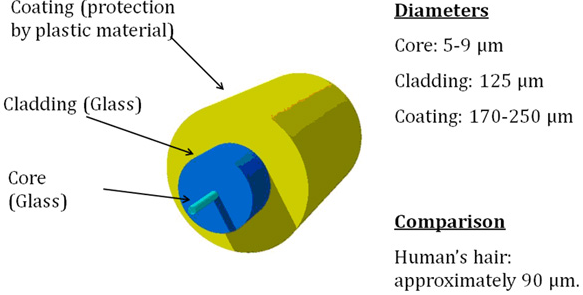 Coating (protection
by plastic material)
Cladding (Glass)
Core
(Glass)
Diameters
Core: 5-9 µm
Cladding: 125 µm
Coating: 170-250 µm
Comparison
Human's hair:
approximately 90 µm.